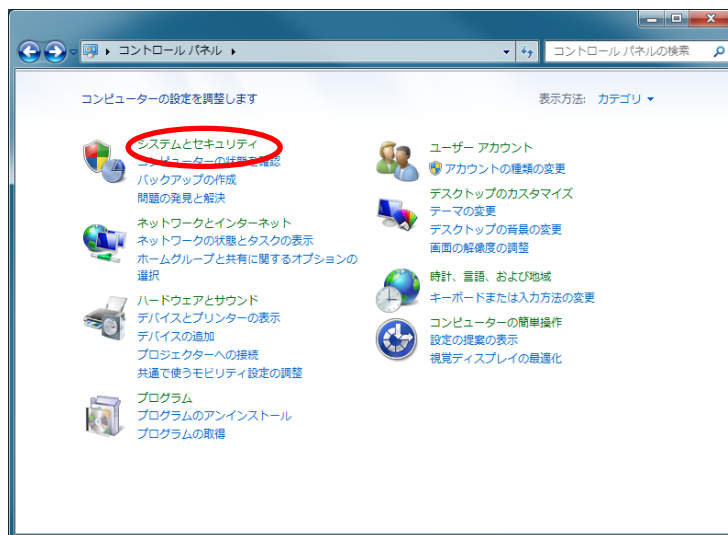 コントロール パネル
コントロール パネルの検索
コンピューターの設定を調整します
表示方法: カテゴリ
システムとセキュリティ
コンピューターの状態を確認
バックアップの作成
問題の発見と解決
ネットワークとインターネット
ネットワークの状態とタスクの表示
ホームグループと共有に関するオプションの
選択
ハードウェアとサウンド
デバイスとプリンターの表示
デバイスの追加
プロジェクターへの接続
共通で使うモビリティ設定の調整
プログラム
プログラムのアンインストール
プログラムの取得
ユーザー アカウント
アカウントの種類の変更
デスクトップのカスタマイズ
テーマの変更
デスクトップの背景の変更
画面の解像度の調整
時計、言語、および地域
キーボードまたは入力方法の変更
コンピューターの簡単操作
設定の提案の表示
視覚ディスプレイの最適化